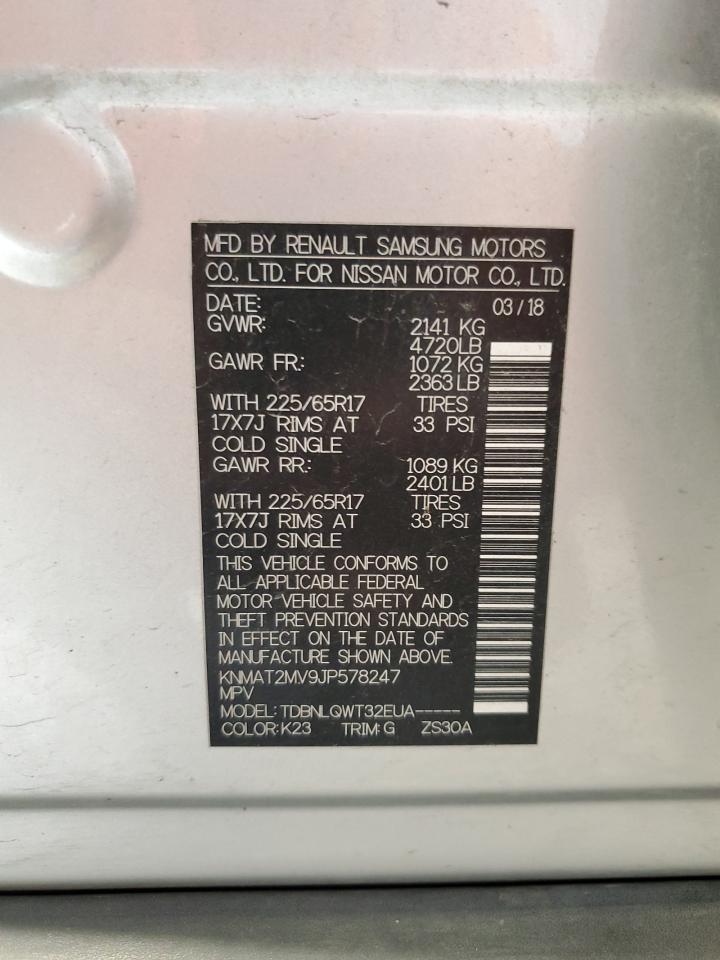 MFD BY RENAULT SAMSUNG MOTORS
CO., LTD. FOR NISSAN MOTOR CO., LTD.
DATE: 03/18
GVWR: 2141 KG
4720LB
GAWR FR.: 1072 KG
2363 LB
WITH 225/65R17 TIRES
17X7J RIMS AT 33 PSI
COLD SINGLE
GAWR RR.: 1089 KG
2401 LB
WITH 225/65R17 TIRES
17X7J RIMS AT 33 PSI
COLD SINGLE
THIS VEHICLE CONFORMS TO
ALL APPLICABLE FEDERAL
MOTOR VEHICLE SAFETY AND
THEFT PREVENTION STANDARDS
IN EFFECT ON THE DATE OF
MANUFACTURE SHOWN ABOVE.
KNMAT2MV9JP578247
MPV
MODEL: TDBNLQWT32EUA-----
COLOR: K23 TRIM: G ZS30A